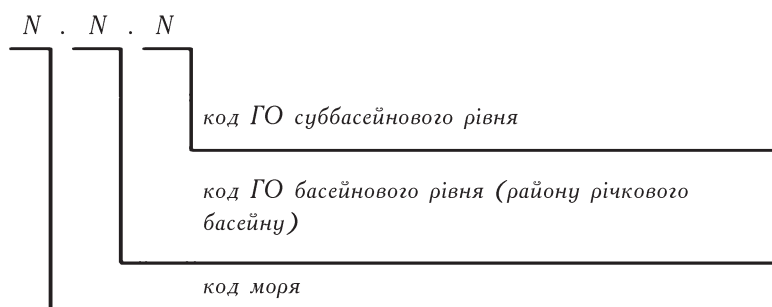 N . N . N
код ГО суббасейнового рівня
код ГО басейнового рівня (району річкового
басейну)
код моря